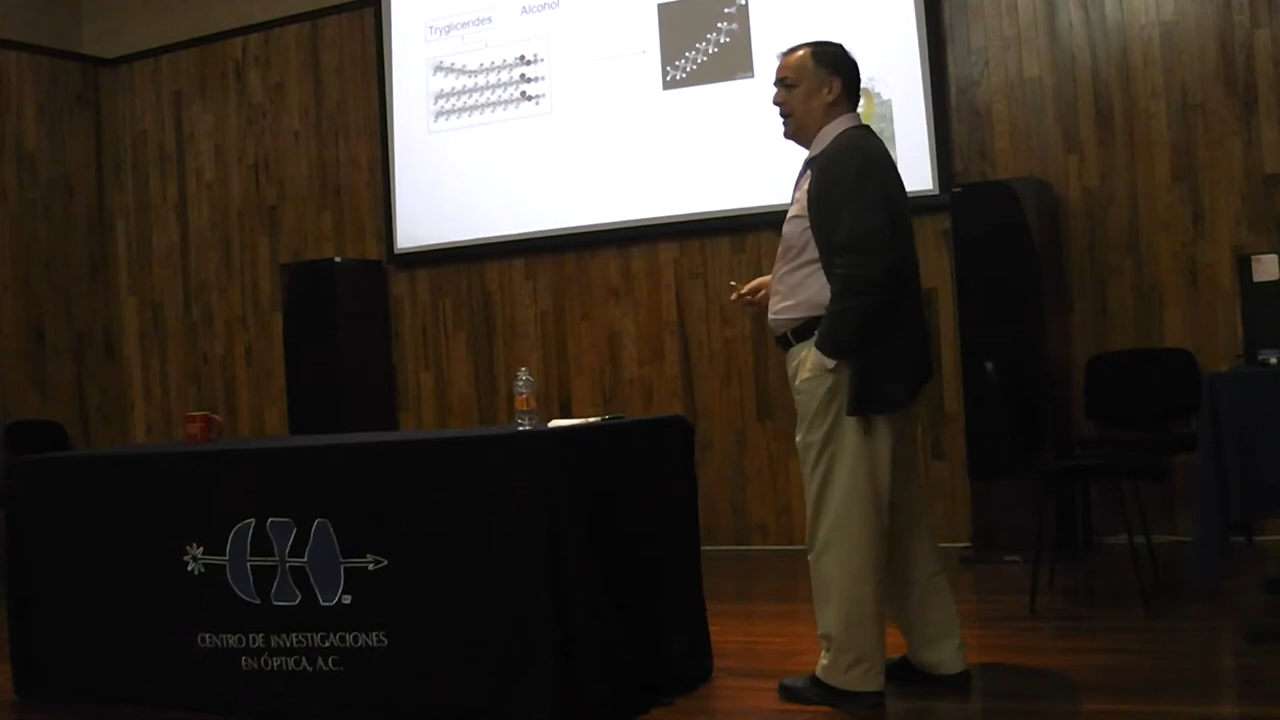 Alcohol
Tryglicerides
CENTRO DE INVESTIGACIONES
EN ÓPTICA, A.C.